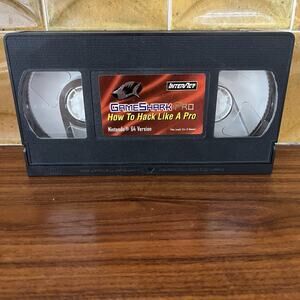 INTERACT
GAMESHARK PRO
How To Hack Like A Pro
Nintendo® 64 Version